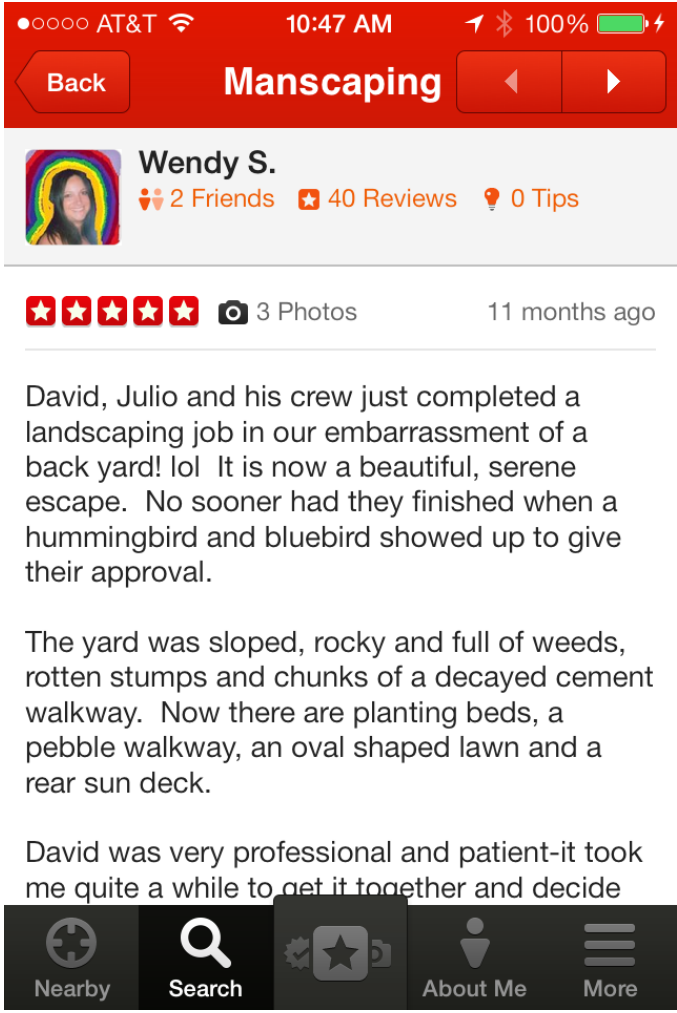 AT&T 10:47 AM 100%
Back Manscaping
Wendy S.
2 Friends 40 Reviews 0 Tips
3 Photos 11 months ago
David, Julio and his crew just completed a
landscaping job in our embarrassment of a
back yard! lol  It is now a beautiful, serene
escape.  No sooner had they finished when a
hummingbird and bluebird showed up to give
their approval.
The yard was sloped, rocky and full of weeds,
rotten stumps and chunks of a decayed cement
walkway.  Now there are planting beds, a
pebble walkway, an oval shaped lawn and a
rear sun deck.
David was very professional and patient-it took
me quite a while to get it together and decide
Nearby Search About Me More